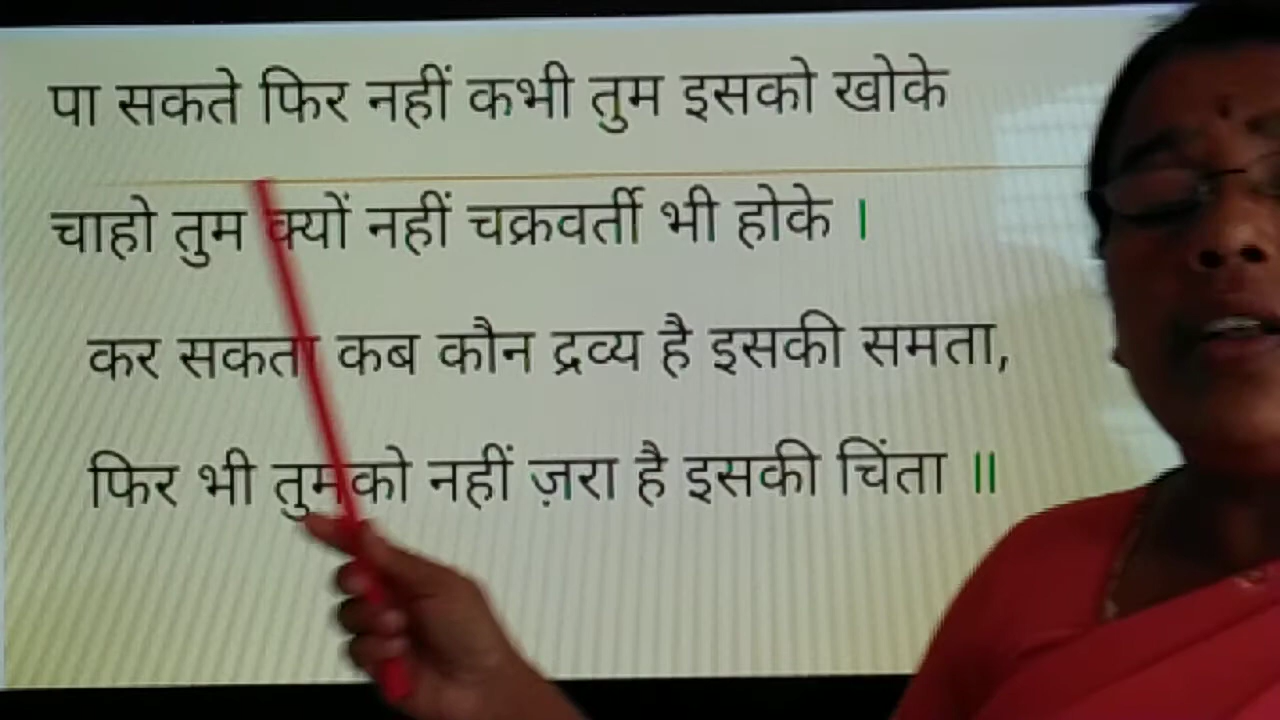 पा सकते फिर नहीं कभी तुम इसको खोके
चाहो तुम क्यों नहीं चक्रवर्ती भी होके ।
कर सकता कब कौन द्रव्य है इसकी समता,
फिर भी तुमको नहीं ज़रा है इसकी चिंता ॥